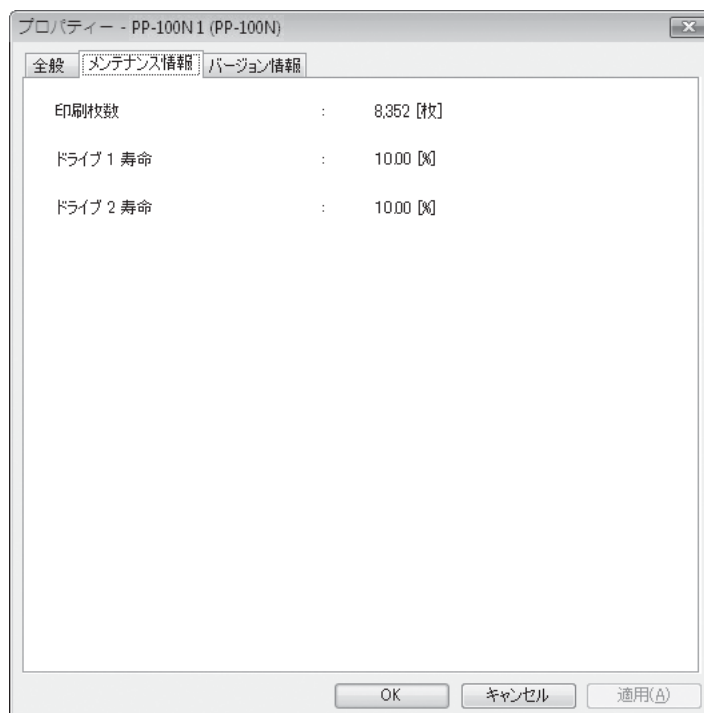 プロパティー - PP-100N 1 (PP-100N)
全般 メンテナンス情報 バージョン情報
印刷枚数 : 8,352 [枚]
ドライブ 1 寿命 : 10.00 [%]
ドライブ 2 寿命 : 10.00 [%]
OK キャンセル 適用(A)